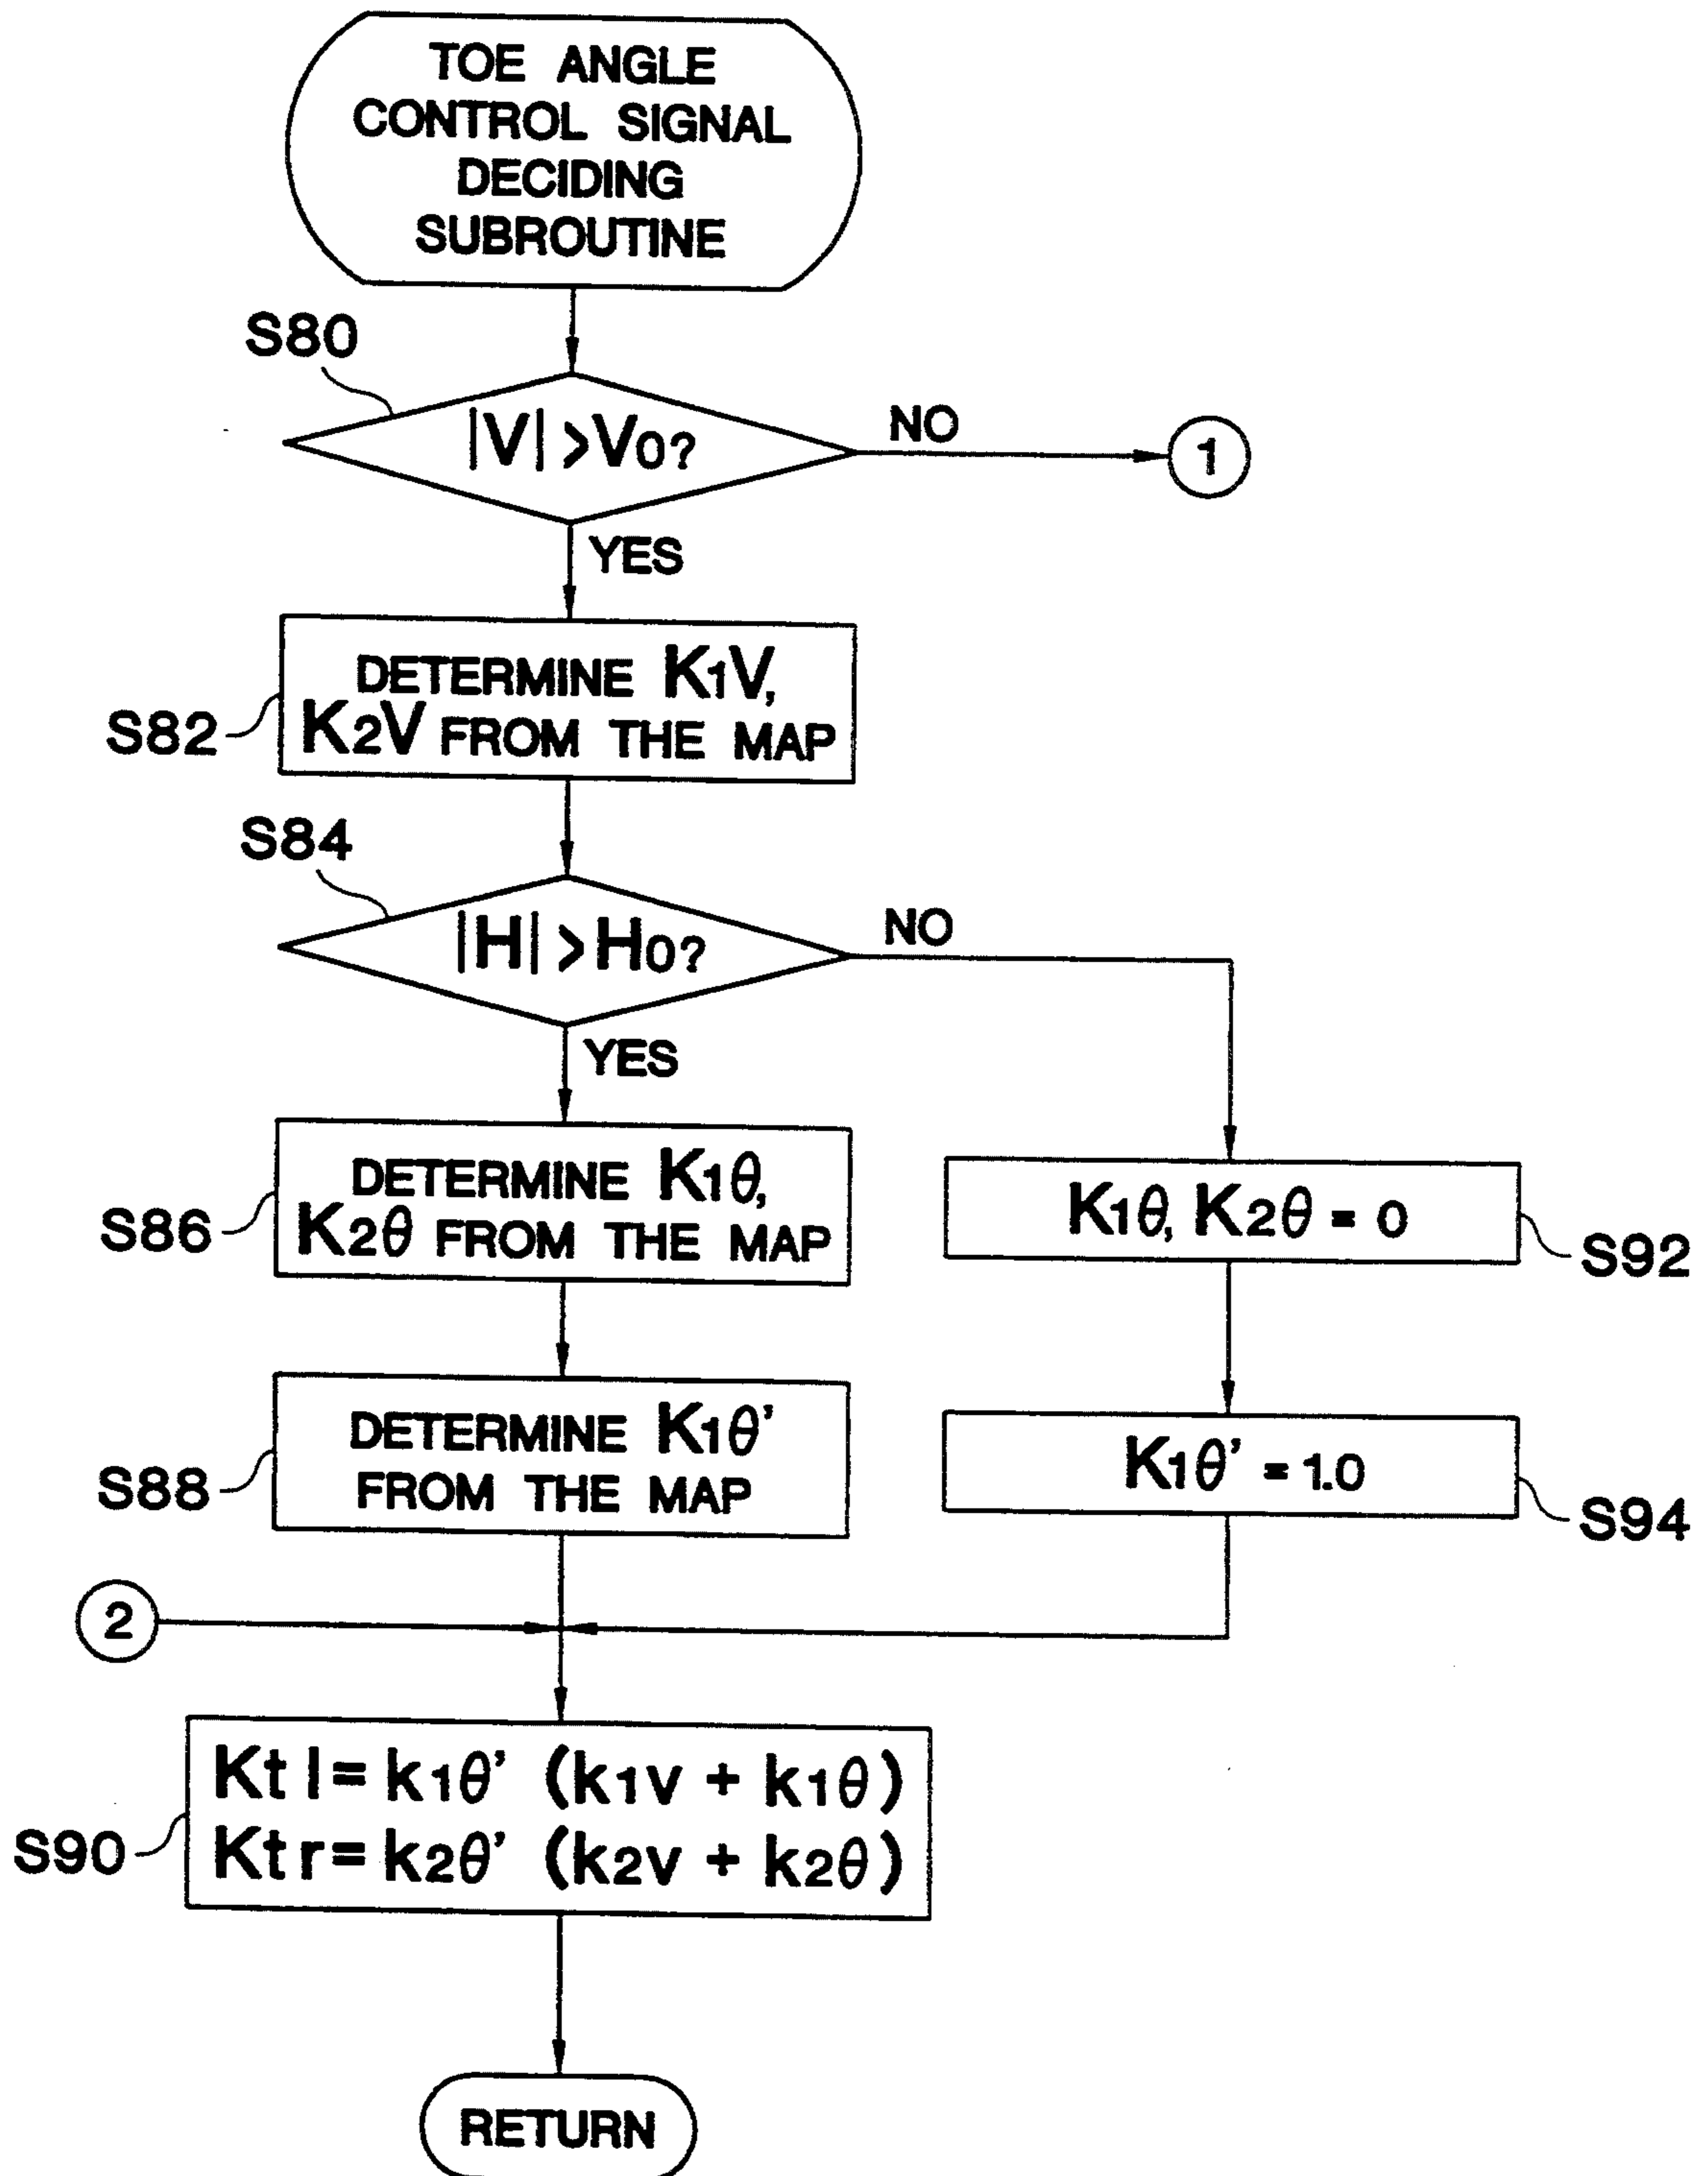 TOE ANGLE
CONTROL SIGNAL
DECIDING
SUBROUTINE
S80
|V| >V0?
NO
1
YES
S82
DETERMINE K1V,
K2V FROM THE MAP
S84
|H| >H0?
NO
YES
S86
DETERMINE K1θ,
K2θ FROM THE MAP
K1θ, K2θ = 0
S92
S88
DETERMINE K1θ'
FROM THE MAP
K1θ' = 1.0
S94
2
S90
Ktl= k1θ' (k1v + k1θ)
Ktr= k2θ' (k2v + k2θ)
RETURN